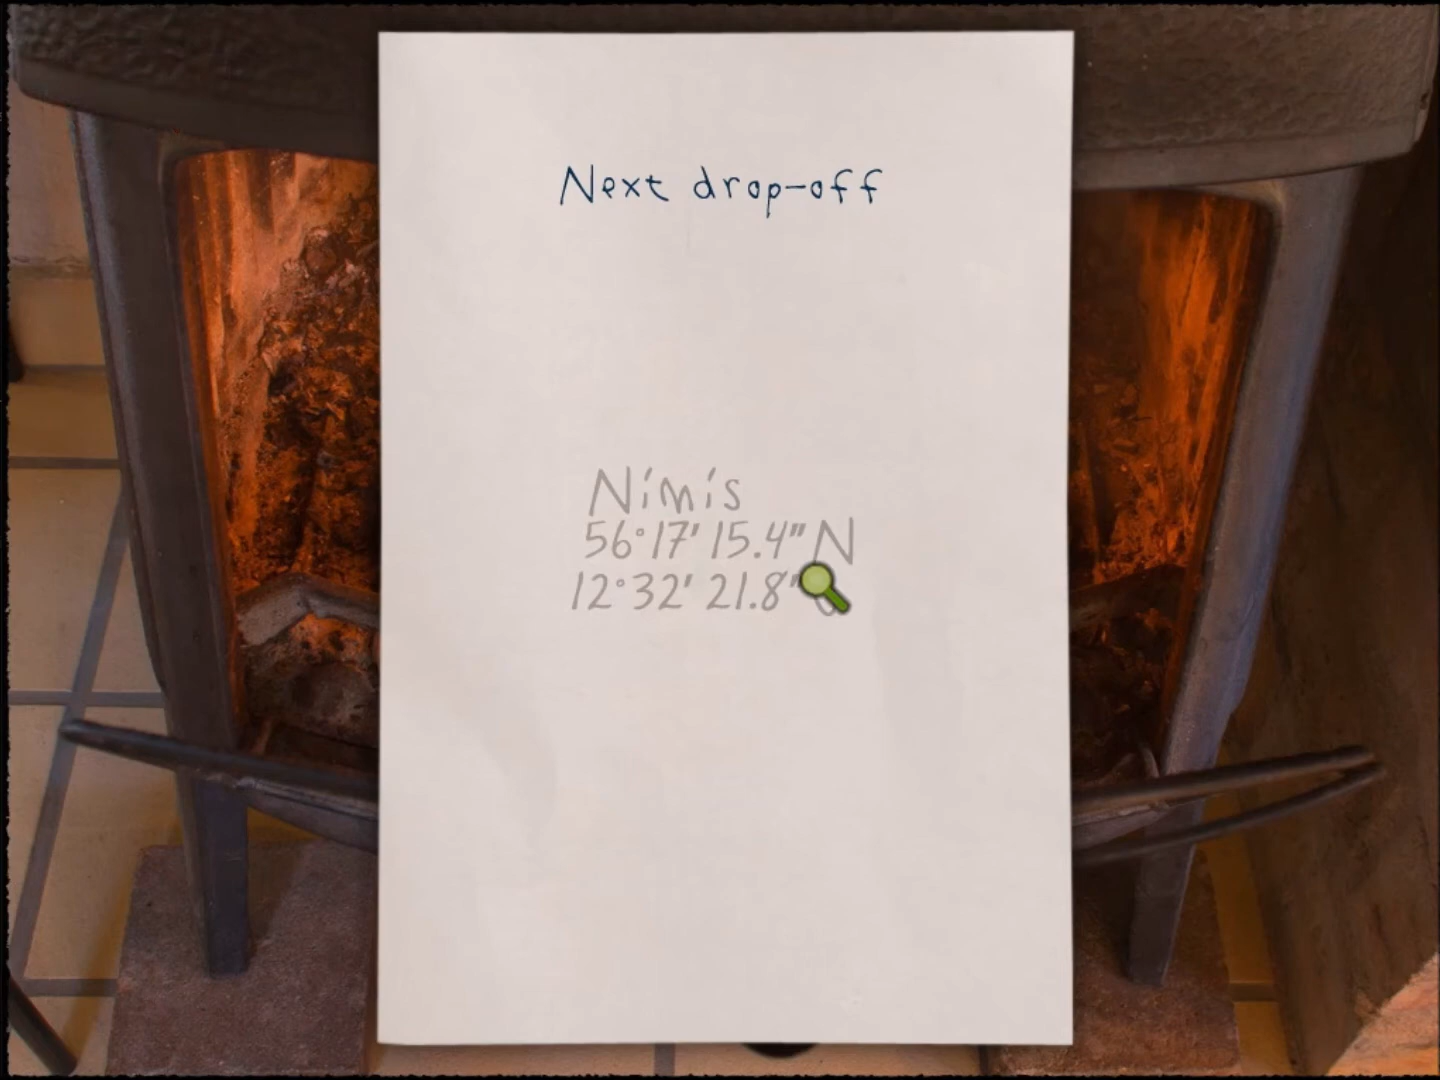 Next drop-off
Nimis
56°17' 15.4" N
12°32' 21.8"